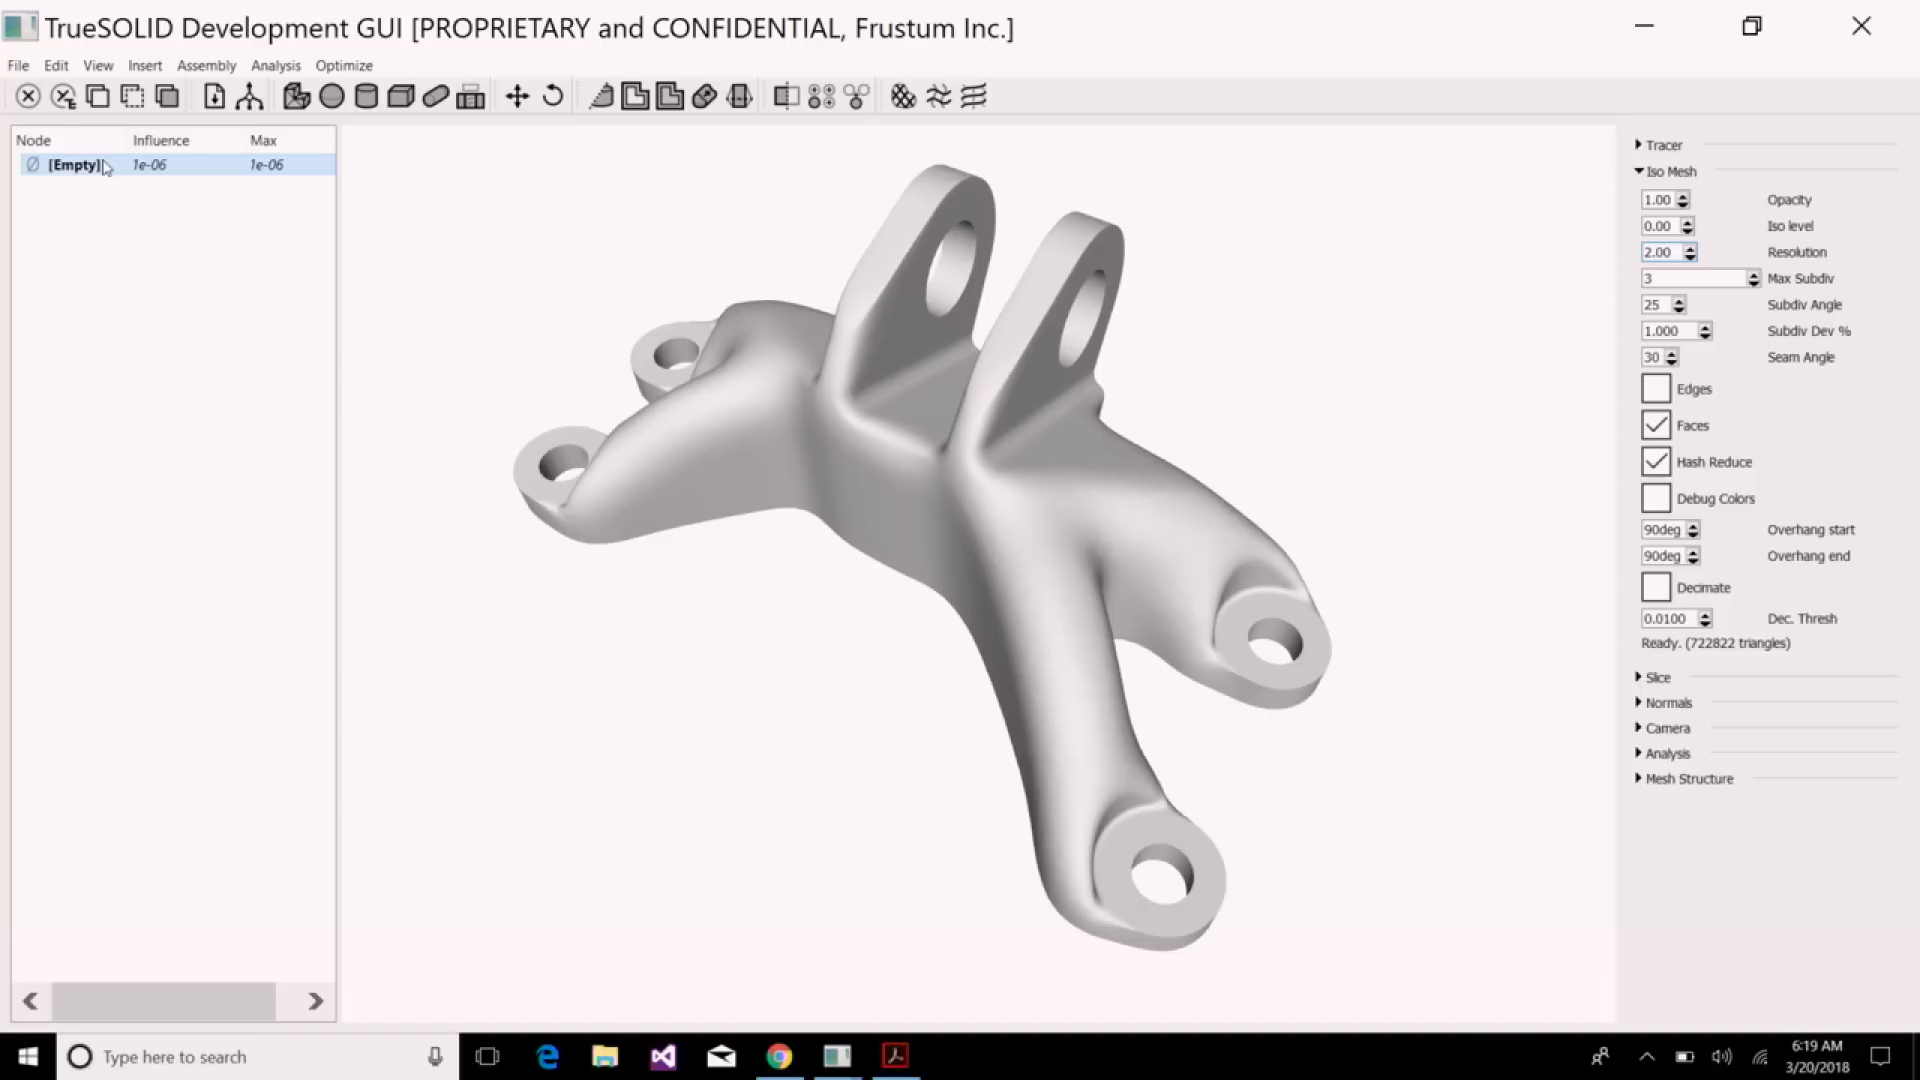 TrueSOLID Development GUI [PROPRIETARY and CONFIDENTIAL, Frustum Inc.]
File Edit View Insert Assembly Analysis Optimize
Node Influence Max
[Empty] 1e-06 1e-06
Tracer
Iso Mesh
1.00 Opacity
0.00 Iso level
2.00 Resolution
3 Max Subdiv
25 Subdiv Angle
1.000 Subdiv Dev %
30 Seam Angle
Edges
Faces
Hash Reduce
Debug Colors
90deg Overhang start
90deg Overhang end
Decimate
0.0100 Dec. Thresh
Ready. (722822 triangles)
Slice
Normals
Camera
Analysis
Mesh Structure
Type here to search
6:19 AM
3/20/2018